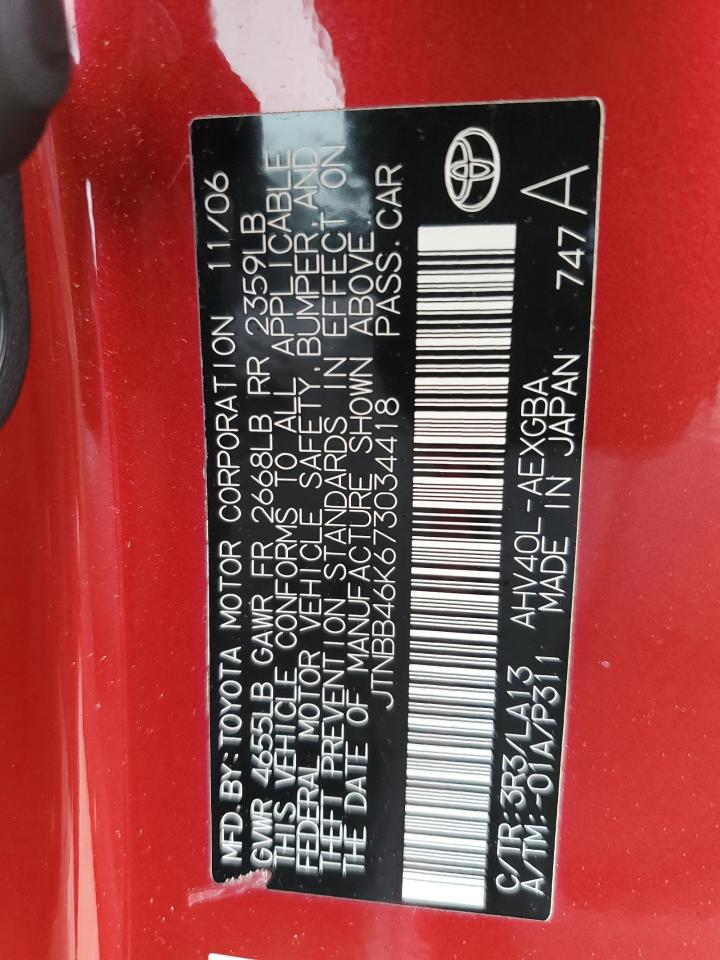 MFD. BY: TOYOTA MOTOR CORPORATION 11/06
GVWR 4655LB GAWR FR 2668LB RR 2359LB
THIS VEHICLE CONFORMS TO ALL APPLICABLE
FEDERAL MOTOR VEHICLE SAFETY, BUMPER, AND
THEFT PREVENTION STANDARDS IN EFFECT ON
THE DATE OF MANUFACTURE SHOWN ABOVE.
JTNBB46K673034418 PASS. CAR
C/TR: 3R3/LA13 AHV40L-AEXGBA 747 A
A/TM: -01A/P311 MADE IN JAPAN